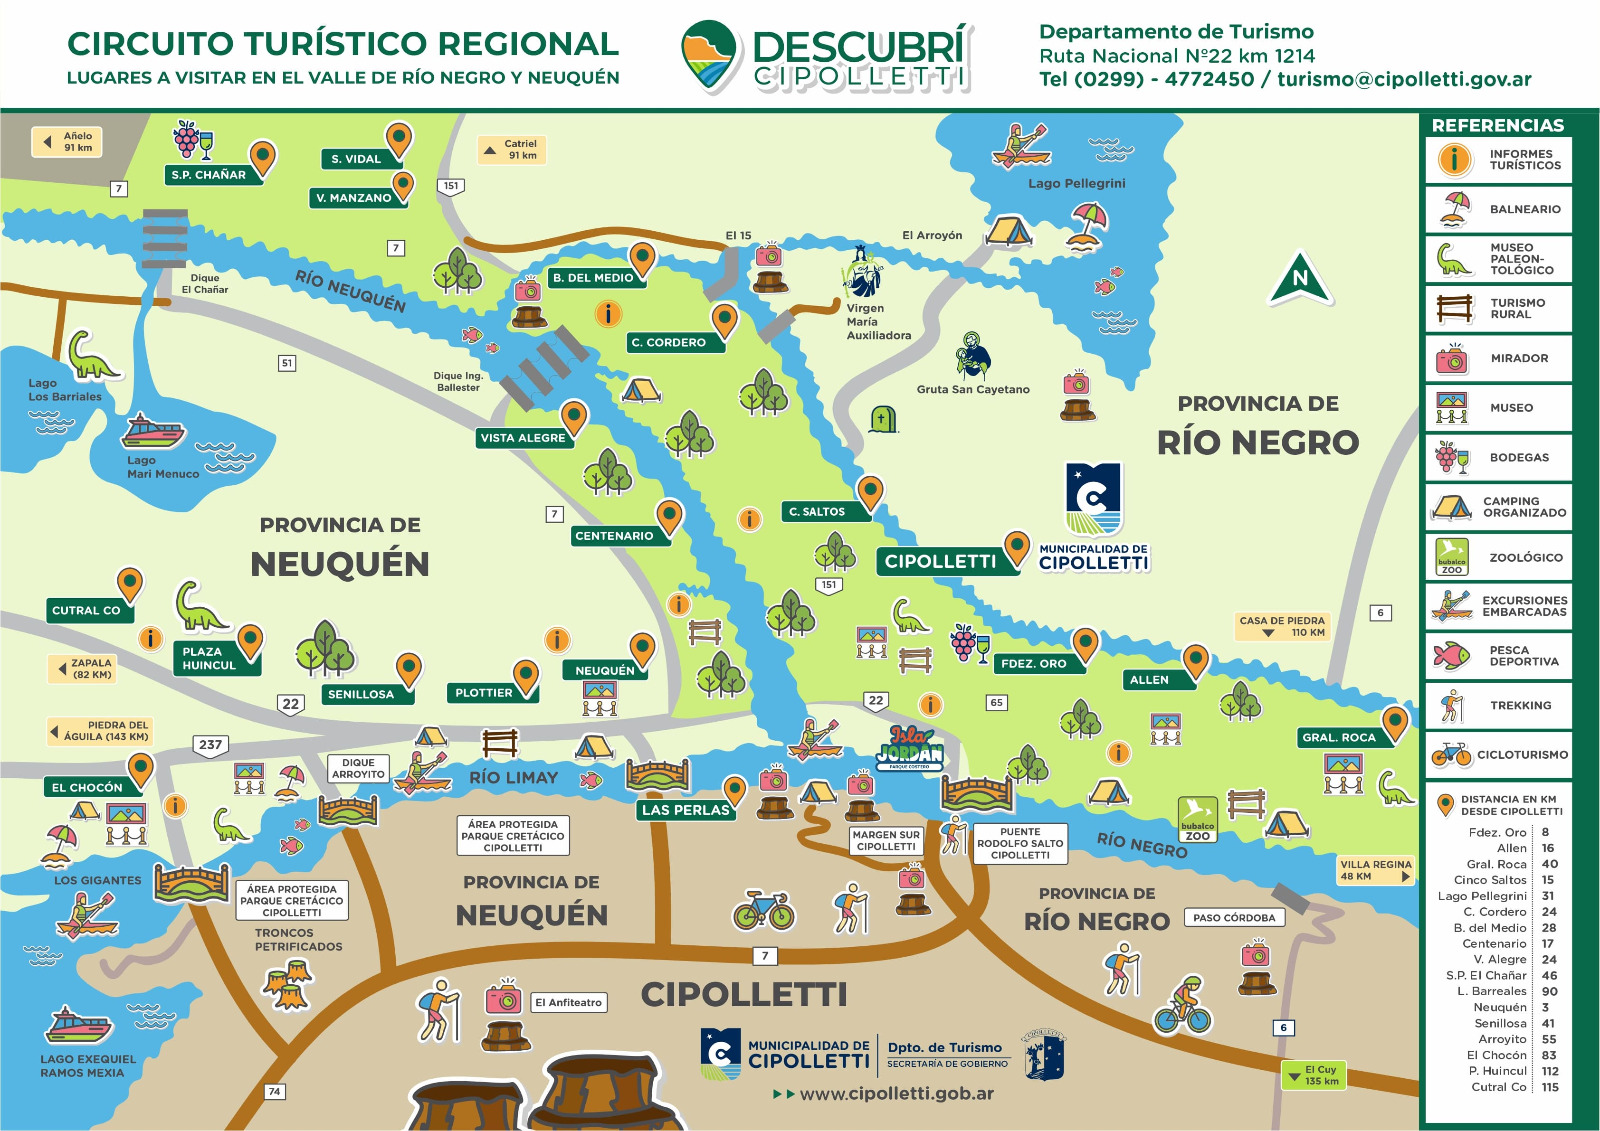 CIRCUITO TURÍSTICO REGIONAL
LUGARES A VISITAR EN EL VALLE DE RÍO NEGRO Y NEUQUÉN
DESCUBRÍ
CIPOLLETTI
Departamento de Turismo
Ruta Nacional Nº22 km 1214
Tel (0299) - 4772450 / turismo@cipolletti.gov.ar
Añelo
91 km
S.P. CHAÑAR
S. VIDAL
V. MANZANO
Catriel
91 km
7
151
7
Lago Pellegrini
El 15
El Arroyón
Dique
El Chañar
RÍO NEUQUÉN
B. DEL MEDIO
Virgen
María
Auxiliadora
N
C. CORDERO
51
Dique Ing.
Ballester
Lago
Los Barriales
Gruta San Cayetano
PROVINCIA DE
RÍO NEGRO
VISTA ALEGRE
Lago
Mari Menuco
C. SALTOS
7
PROVINCIA DE
NEUQUÉN
CENTENARIO
CIPOLLETTI
C
MUNICIPALIDAD DE
CIPOLLETTI
151
CUTRAL CO
6
CASA DE PIEDRA
110 KM
PLAZA
HUINCUL
ZAPALA
(82 KM)
SENILLOSA
PLOTTIER
NEUQUÉN
FDEZ. ORO
ALLEN
22
22
65
PIEDRA DEL
ÁGUILA (143 KM)
237
GRAL. ROCA
Isla
JORDÁN
PARQUE COSTERO
DIQUE
ARROYITO
RÍO LIMAY
EL CHOCÓN
LAS PERLAS
ÁREA PROTEGIDA
PARQUE CRETÁCICO
CIPOLLETTI
MARGEN SUR
CIPOLLETTI
PUENTE
RODOLFO SALTO
CIPOLLETTI
bubalco
ZOO
RÍO NEGRO
VILLA REGINA
48 KM
LOS GIGANTES
ÁREA PROTEGIDA
PARQUE CRETÁCICO
CIPOLLETTI
PROVINCIA DE
NEUQUÉN
PROVINCIA DE
RÍO NEGRO
PASO CÓRDOBA
TRONCOS
PETRIFICADOS
7
El Anfiteatro
CIPOLLETTI
6
LAGO EXEQUIEL
RAMOS MEXIA
C
MUNICIPALIDAD DE
CIPOLLETTI
Dpto. de Turismo
SECRETARÍA DE GOBIERNO
CIPOLLETTI
El Cuy
135 km
74
www.cipolletti.gob.ar
REFERENCIAS
INFORMES
TURÍSTICOS
BALNEARIO
MUSEO
PALEON-
TOLÓGICO
TURISMO
RURAL
MIRADOR
MUSEO
BODEGAS
CAMPING
ORGANIZADO
bubalco
ZOO
ZOOLÓGICO
EXCURSIONES
EMBARCADAS
PESCA
DEPORTIVA
TREKKING
CICLOTURISMO
DISTANCIA EN KM
DESDE CIPOLLETTI
Fdez. Oro 8
Allen 16
Gral. Roca 40
Cinco Saltos 15
Lago Pellegrini 31
C. Cordero 24
B. del Medio 28
Centenario 17
V. Alegre 24
S.P. El Chañar 46
L. Barreales 90
Neuquén 3
Senillosa 41
Arroyito 55
El Chocón 83
P. Huincul 112
Cutral Co 115